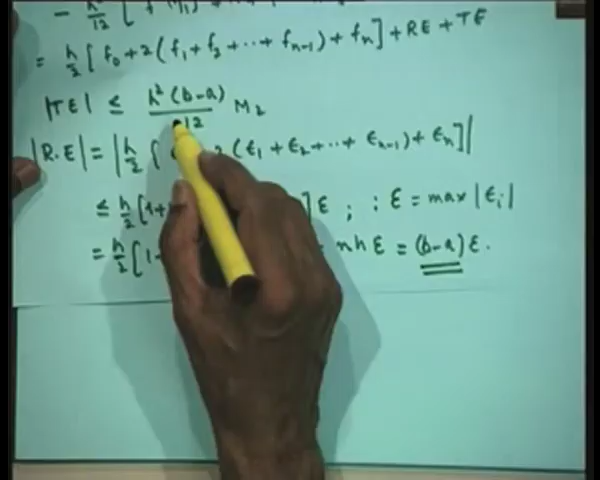 = h/2 [ f0 + 2 ( f1 + f2 + ··· + fn-1 ) + fn ] + RE + TE
|TE| ≤ h² (b-a) / 12 M2
|R.E| = | h/2 [ 2 ( ϵ1 + ϵ2 + ··· + ϵn-1 ) + ϵn ] |
≤ h/2 [ 1+ ] ε ; : ε = max |ϵi|
= h/2 [ 1- nh ε = (b-a) ε .